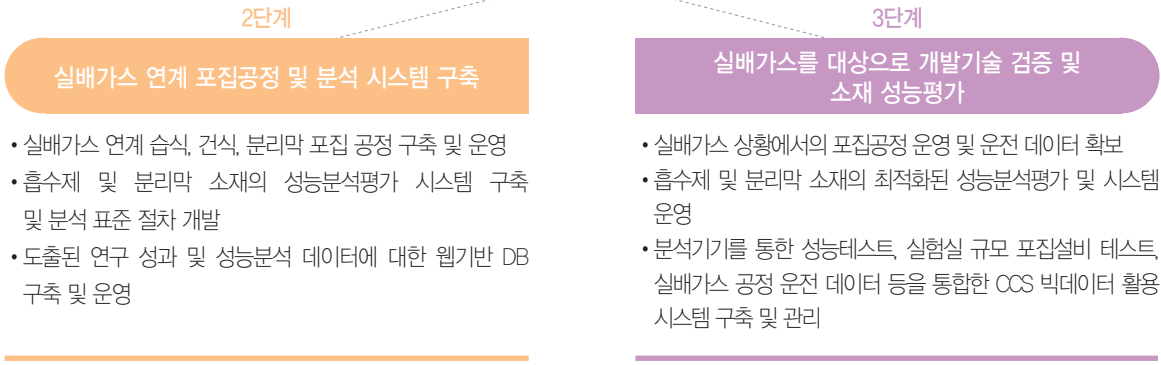 2단계
실배가스 연계 포집공정 및 분석 시스템 구축
• 실배가스 연계 습식, 건식, 분리막 포집 공정 구축 및 운영
• 흡수제 및 분리막 소재의 성능분석평가 시스템 구축
및 분석 표준 절차 개발
• 도출된 연구 성과 및 성능분석 데이터에 대한 웹기반 DB
구축 및 운영
3단계
실배가스를 대상으로 개발기술 검증 및
소재 성능평가
• 실배가스 상황에서의 포집공정 운영 및 운전 데이터 확보
• 흡수제 및 분리막 소재의 최적화된 성능분석평가 및 시스템
운영
• 분석기기를 통한 성능테스트, 실험실 규모 포집설비 테스트,
실배가스 공정 운전 데이터 등을 통합한 CCS 빅데이터 활용
시스템 구축 및 관리